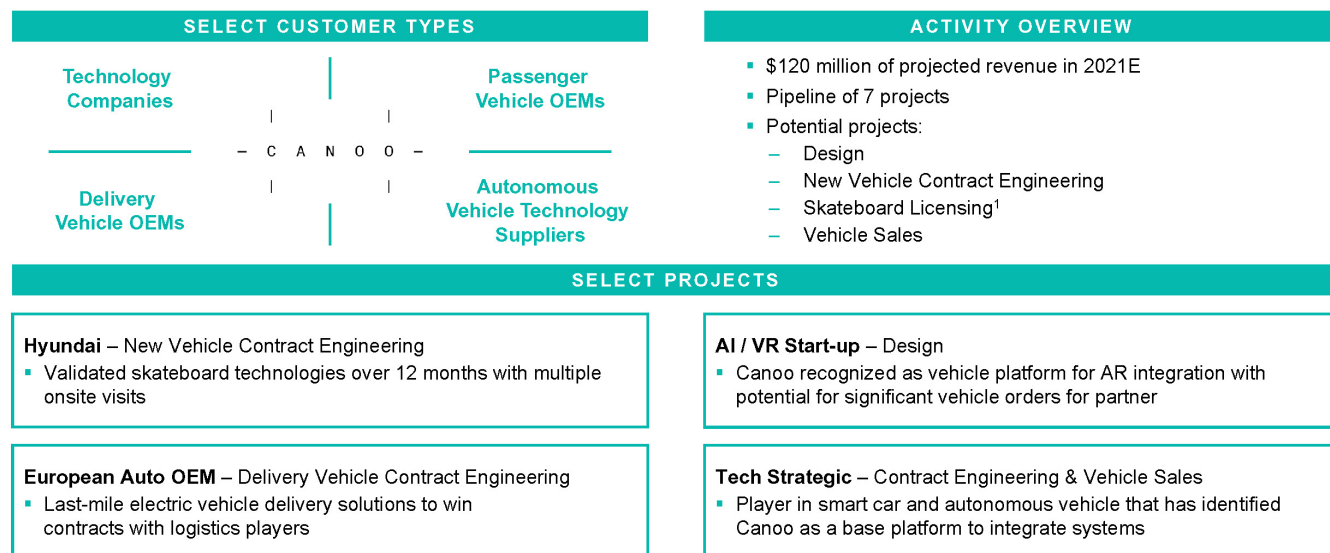 SELECT CUSTOMER TYPES
Technology
Companies
Passenger
Vehicle OEMs
– C A N O O –
Delivery
Vehicle OEMs
Autonomous
Vehicle Technology
Suppliers
ACTIVITY OVERVIEW
▪ $120 million of projected revenue in 2021E
▪ Pipeline of 7 projects
▪ Potential projects:
– Design
– New Vehicle Contract Engineering
– Skateboard Licensing¹
– Vehicle Sales
SELECT PROJECTS
Hyundai – New Vehicle Contract Engineering
▪ Validated skateboard technologies over 12 months with multiple
onsite visits
AI / VR Start-up – Design
▪ Canoo recognized as vehicle platform for AR integration with
potential for significant vehicle orders for partner
European Auto OEM – Delivery Vehicle Contract Engineering
▪ Last-mile electric vehicle delivery solutions to win
contracts with logistics players
Tech Strategic – Contract Engineering & Vehicle Sales
▪ Player in smart car and autonomous vehicle that has identified
Canoo as a base platform to integrate systems